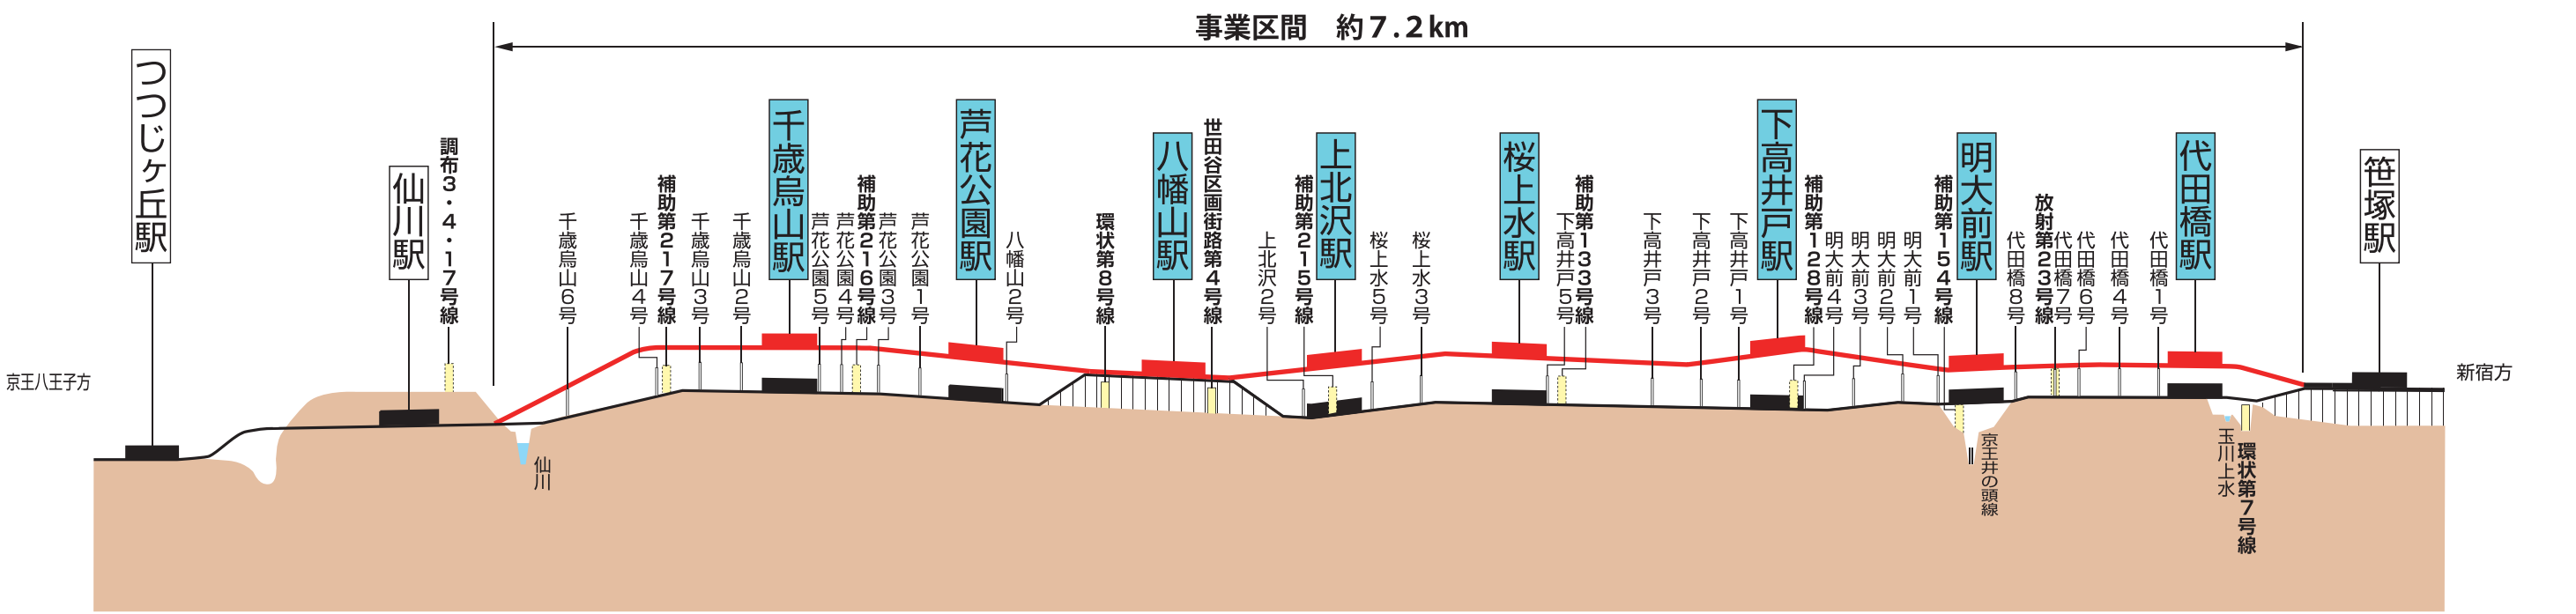 事業区間 約7.2km
つつじヶ丘駅
仙川駅
調布3・4・17号線
千歳烏山6号
千歳烏山4号
補助第217号線
千歳烏山3号
千歳烏山2号
千歳烏山駅
芦花公園5号
芦花公園4号
補助第216号線
芦花公園3号
芦花公園1号
芦花公園駅
八幡山2号
環状第8号線
八幡山駅
世田谷区画街路第4号線
上北沢2号
補助第215号線
上北沢駅
桜上水5号
桜上水3号
桜上水駅
下高井戸5号
補助第133号線
下高井戸3号
下高井戸2号
下高井戸1号
下高井戸駅
補助第128号線
明大前4号
明大前3号
明大前2号
明大前1号
補助第154号線
明大前駅
代田橋8号
放射第23号線
代田橋7号
代田橋6号
代田橋4号
代田橋1号
代田橋駅
笹塚駅
京王八王子方
新宿方
仙川
京王井の頭線
玉川上水
環状第7号線